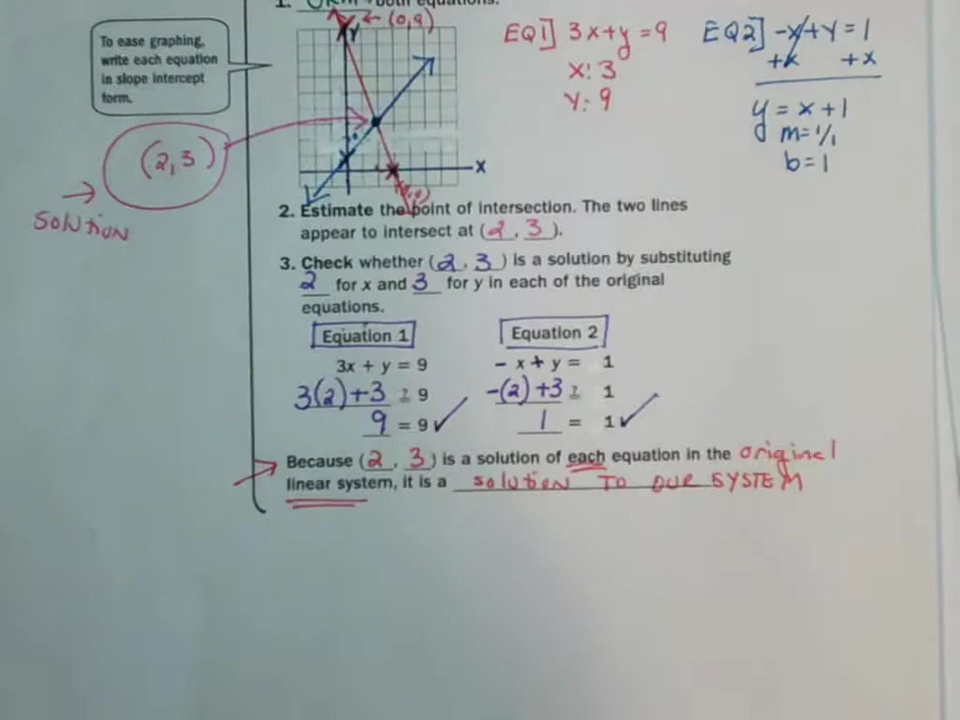 1. both equations.
(0,9)
y
To ease graphing,
write each equation
in slope intercept
form.
EQ1] 3x+y=9
x: 3
y: 9
EQ2] -x+y=1
+x +x
y = x+1
m=1/1
b=1
(2,3)
x
solution
2. Estimate the point of intersection. The two lines
appear to intersect at (2, 3).
3. Check whether (2, 3) is a solution by substituting
2 for x and 3 for y in each of the original
equations.
Equation 1 Equation 2
3x + y = 9 - x + y = 1
3(2)+3 ≟ 9 -(2)+3 ≟ 1
9 = 9✓ 1 = 1✓
Because (2, 3) is a solution of each equation in the original
linear system, it is a solution TO OUR SYSTEM